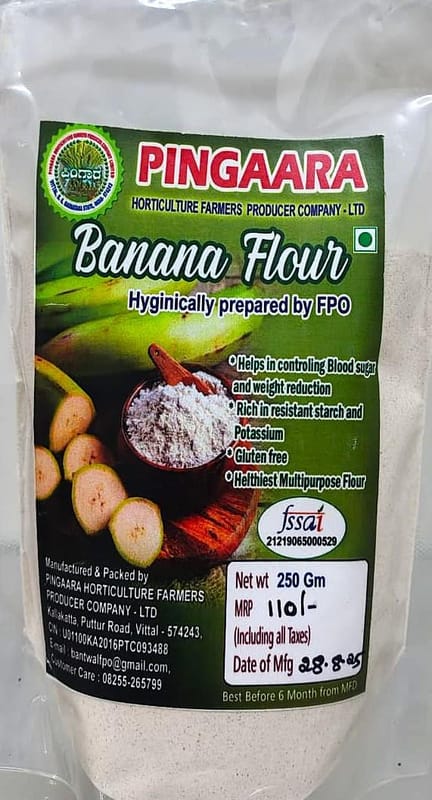 ಪಿಂಗಾರ
PINGAARA
HORTICULTURE FARMERS PRODUCER COMPANY - LTD
Banana Flour
Hyginically prepared by FPO
Helps in controling Blood sugar
and weight reduction
Rich in resistant starch and
Potassium
Gluten free
Helthiest Multipurpose Flour
fssai
21219065000529
Manufactured & Packed by
PINGAARA HORTICULTURE FARMERS
PRODUCER COMPANY - LTD
Kallakatta, Puttur Road, Vittal - 574243,
CIN : U01100KA2016PTC093488
Email : bantwalfpo@gmail.com,
Customer Care : 08255-265799
Net wt 250 Gm
MRP 110/-
(Including all Taxes)
Date of Mfg 28.8.25
Best Before 6 Month from MFD